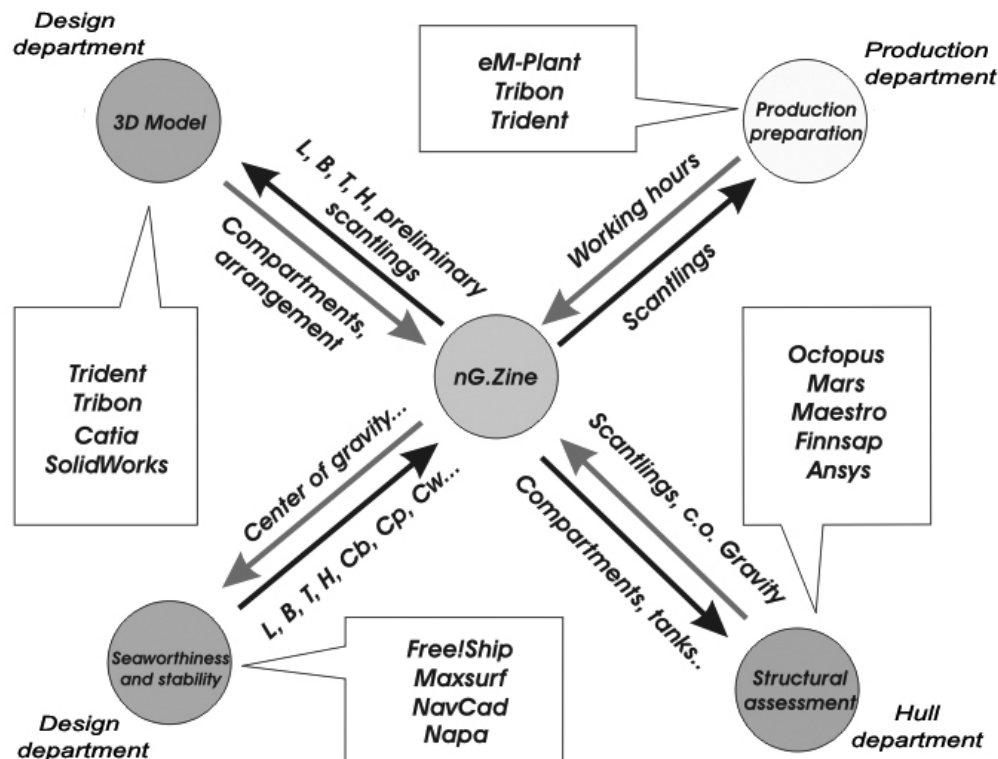 Design
department
3D Model
eM-Plant
Tribon
Trident
Production
department
Production
preparation
L, B, T, H, preliminary
scantlings
Compartments,
arrangement
Working hours
Scantlings
Trident
Tribon
Catia
SolidWorks
nG.Zine
Octopus
Mars
Maestro
Finnsap
Ansys
Center of gravity...
L, B, T, H, Cb, Cp, Cw...
Scantlings, c.o. Gravity
Compartments, tanks..
Seaworthiness
and stability
Design
department
Free!Ship
Maxsurf
NavCad
Napa
Structural
assessment
Hull
department